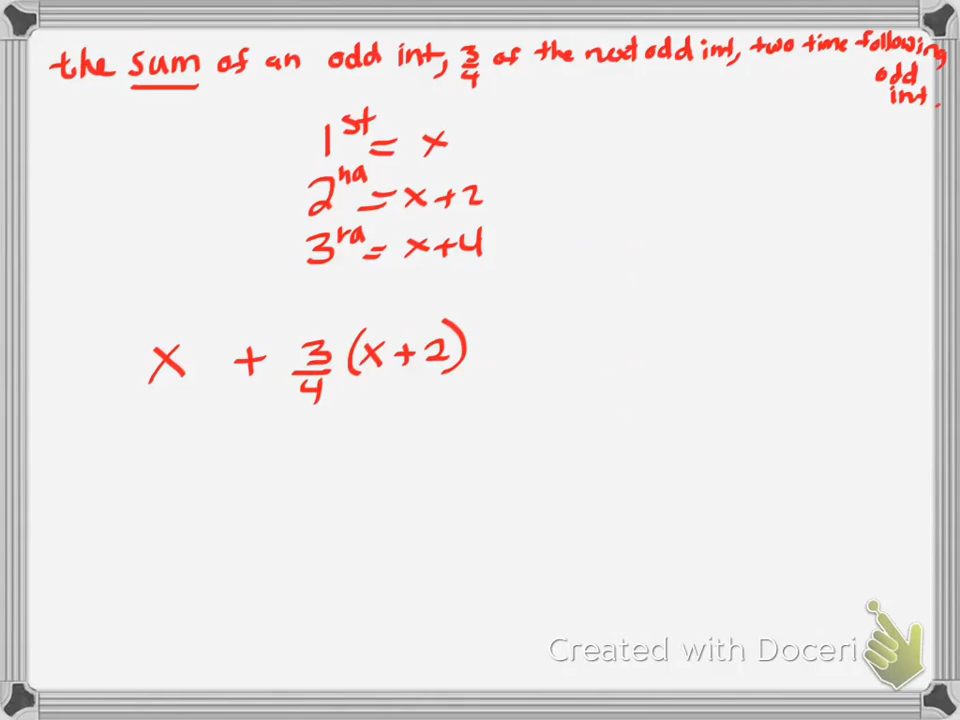 the sum of an odd int, 3/4 of the next odd int, two time following odd int.
1st = x
2nd = x+2
3rd = x+4
x + 3/4 (x+2)
Created with Doceri